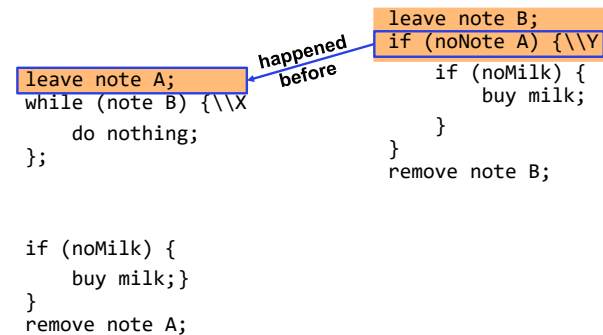 leave note A;
while (note B) {\\X
do nothing;
};
if (noMilk) {
buy milk;}
}
remove note A;
happened
before
leave note B;
if (noNote A) {\\Y
if (noMilk) {
buy milk;
}
}
remove note B;